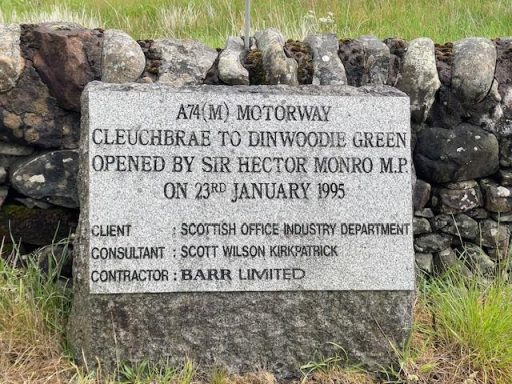 A74(M) MOTORWAY
CLEUCHBRAE TO DINWOODIE GREEN
OPENED BY SIR HECTOR MONRO M.P.
ON 23RD JANUARY 1995
CLIENT : SCOTTISH OFFICE INDUSTRY DEPARTMENT
CONSULTANT : SCOTT WILSON KIRKPATRICK
CONTRACTOR : BARR LIMITED